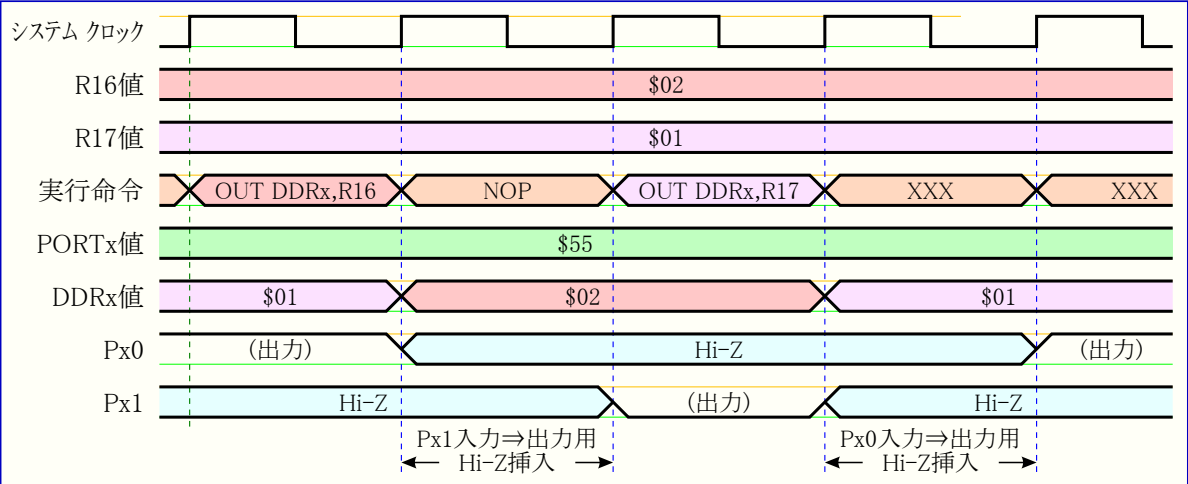 システム クロック
R16値 $02
R17値 $01
実行命令 OUT DDRx,R16 NOP OUT DDRx,R17 XXX XXX
PORTx値 $55
DDRx値 $01 $02 $01
Px0 (出力) Hi-Z (出力)
Px1 Hi-Z (出力) Hi-Z
Px1入力⇒出力用 Px0入力⇒出力用
Hi-Z挿入 Hi-Z挿入